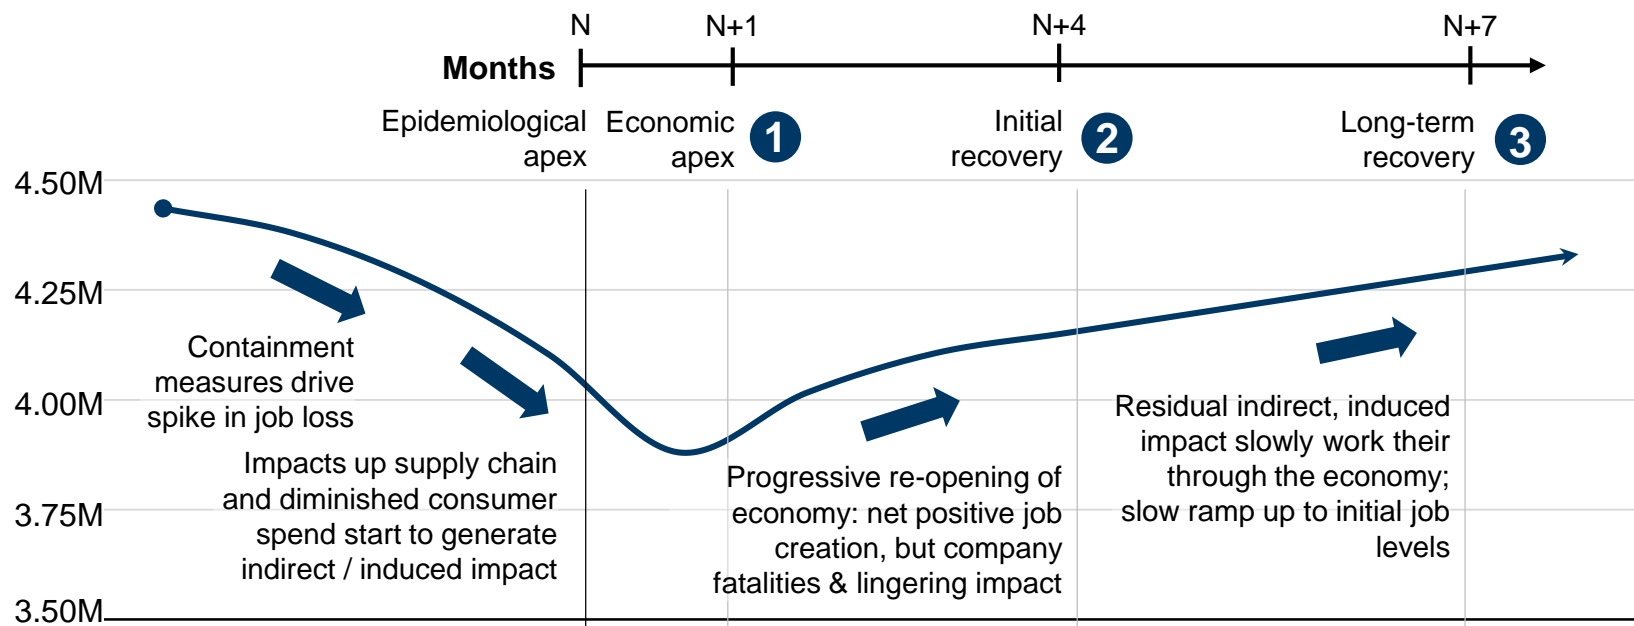 N
N+1
N+4
N+7
Months
Epidemiological
apex
Economic
apex
1
Initial
recovery
2
Long-term
recovery
3
4.50M
4.25M
4.00M
3.75M
3.50M
Containment
measures drive
spike in job loss
Impacts up supply chain
and diminished consumer
spend start to generate
indirect / induced impact
Progressive re-opening of
economy: net positive job
creation, but company
fatalities & lingering impact
Residual indirect, induced
impact slowly work their
through the economy;
slow ramp up to initial job
levels